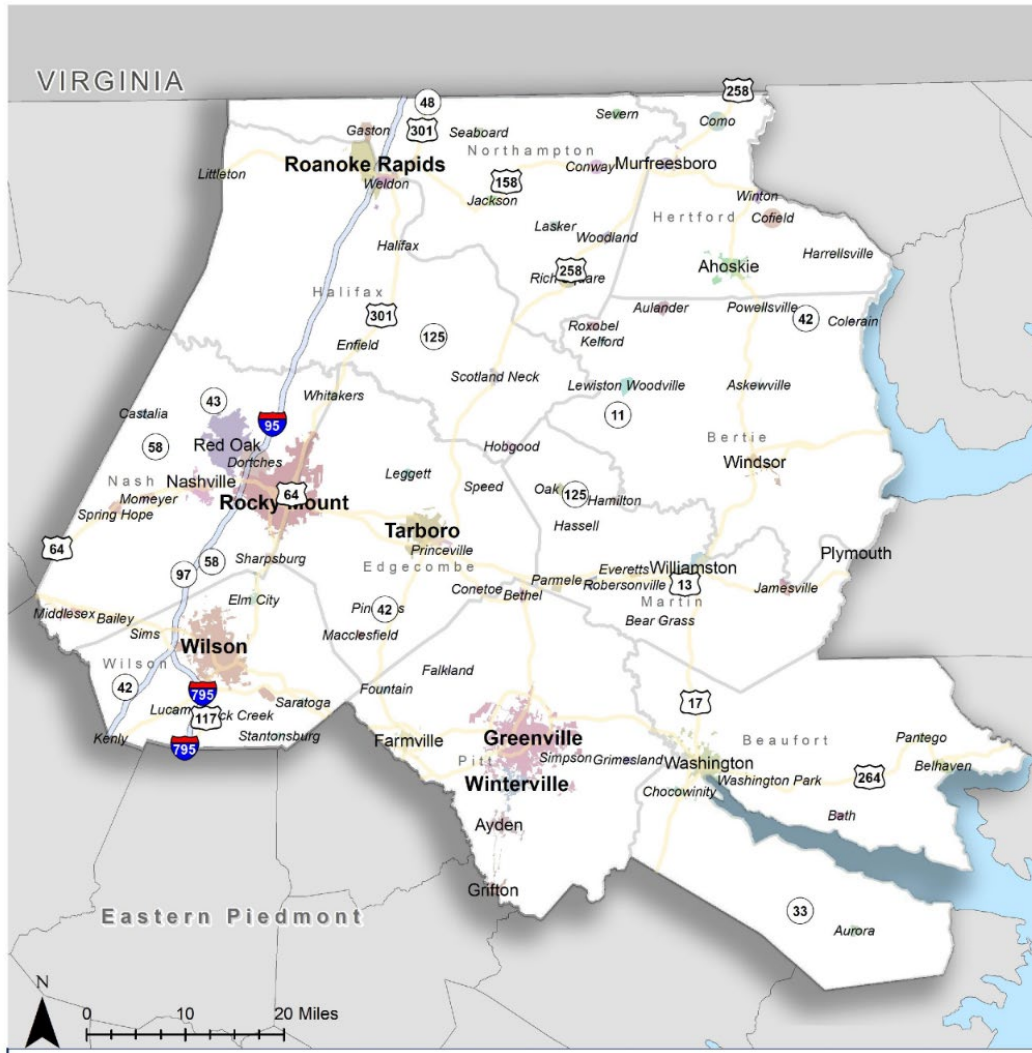 VIRGINIA
258
48
Severn
Como
Gaston
301
Seaboard
Northampton
Roanoke Rapids
Conway
Murfreesboro
Littleton
Weldon
158
Jackson
Winton
Hertford
Cofield
Lasker
Woodland
Halifax
Harrellsville
Ahoskie
258
Halifax
Aulander
Powellsville
301
42
Colerain
Roxobel
125
Kelford
Enfield
Scotland Neck
Lewiston Woodville
Askewville
Whitakers
43
Castalia
11
95
58
Red Oak
Hobgood
Bertie
Dortches
Windsor
Leggett
Nash
Nashville
64
Speed
Oak
125
Hamilton
Momeyer
Rocky Mount
Spring Hope
Hassell
Tarboro
64
Princeville
Plymouth
58
Sharpsburg
Edgecombe
Everetts
Williamston
97
Parmele
Robersonville
13
Jamesville
Conetoe
Bethel
Elm City
Martin
42
Middlesex
Bailey
Bear Grass
Sims
Macclesfield
Wilson
Wilson
Falkland
42
795
Fountain
Saratoga
17
117
Creek
Kenly
Stantonsburg
795
Farmville
Greenville
Beaufort
Pantego
Pitt
Simpson
Grimesland
Washington
Belhaven
Winterville
Washington Park
264
Chocowinity
Ayden
Bath
Grifton
Eastern Piedmont
33
Aurora
N
0
10
20 Miles